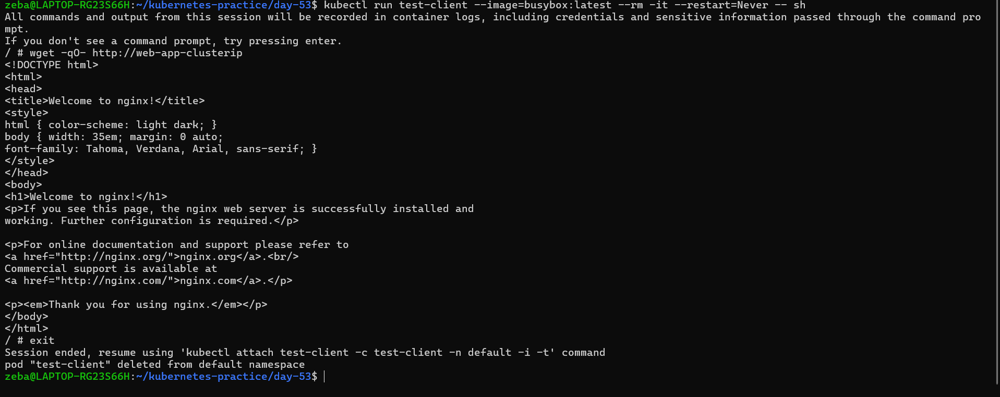 zeba@LAPTOP-RG23S66H:~/kubernetes-practice/day-53$ kubectl run test-client --image=busybox:latest --rm -it --restart=Never -- sh
All commands and output from this session will be recorded in container logs, including credentials and sensitive information passed through the command pro
mpt.
If you don't see a command prompt, try pressing enter.
/ # wget -qO- http://web-app-clusterip
<!DOCTYPE html>
<html>
<head>
<title>Welcome to nginx!</title>
<style>
html { color-scheme: light dark; }
body { width: 35em; margin: 0 auto;
font-family: Tahoma, Verdana, Arial, sans-serif; }
</style>
</head>
<body>
<h1>Welcome to nginx!</h1>
<p>If you see this page, the nginx web server is successfully installed and
working. Further configuration is required.</p>

<p>For online documentation and support please refer to
<a href="http://nginx.org/">nginx.org</a>.<br/>
Commercial support is available at
<a href="http://nginx.com/">nginx.com</a>.</p>

<p><em>Thank you for using nginx.</em></p>
</body>
</html>
/ # exit
Session ended, resume using 'kubectl attach test-client -c test-client -n default -i -t' command
pod "test-client" deleted from default namespace
zeba@LAPTOP-RG23S66H:~/kubernetes-practice/day-53$